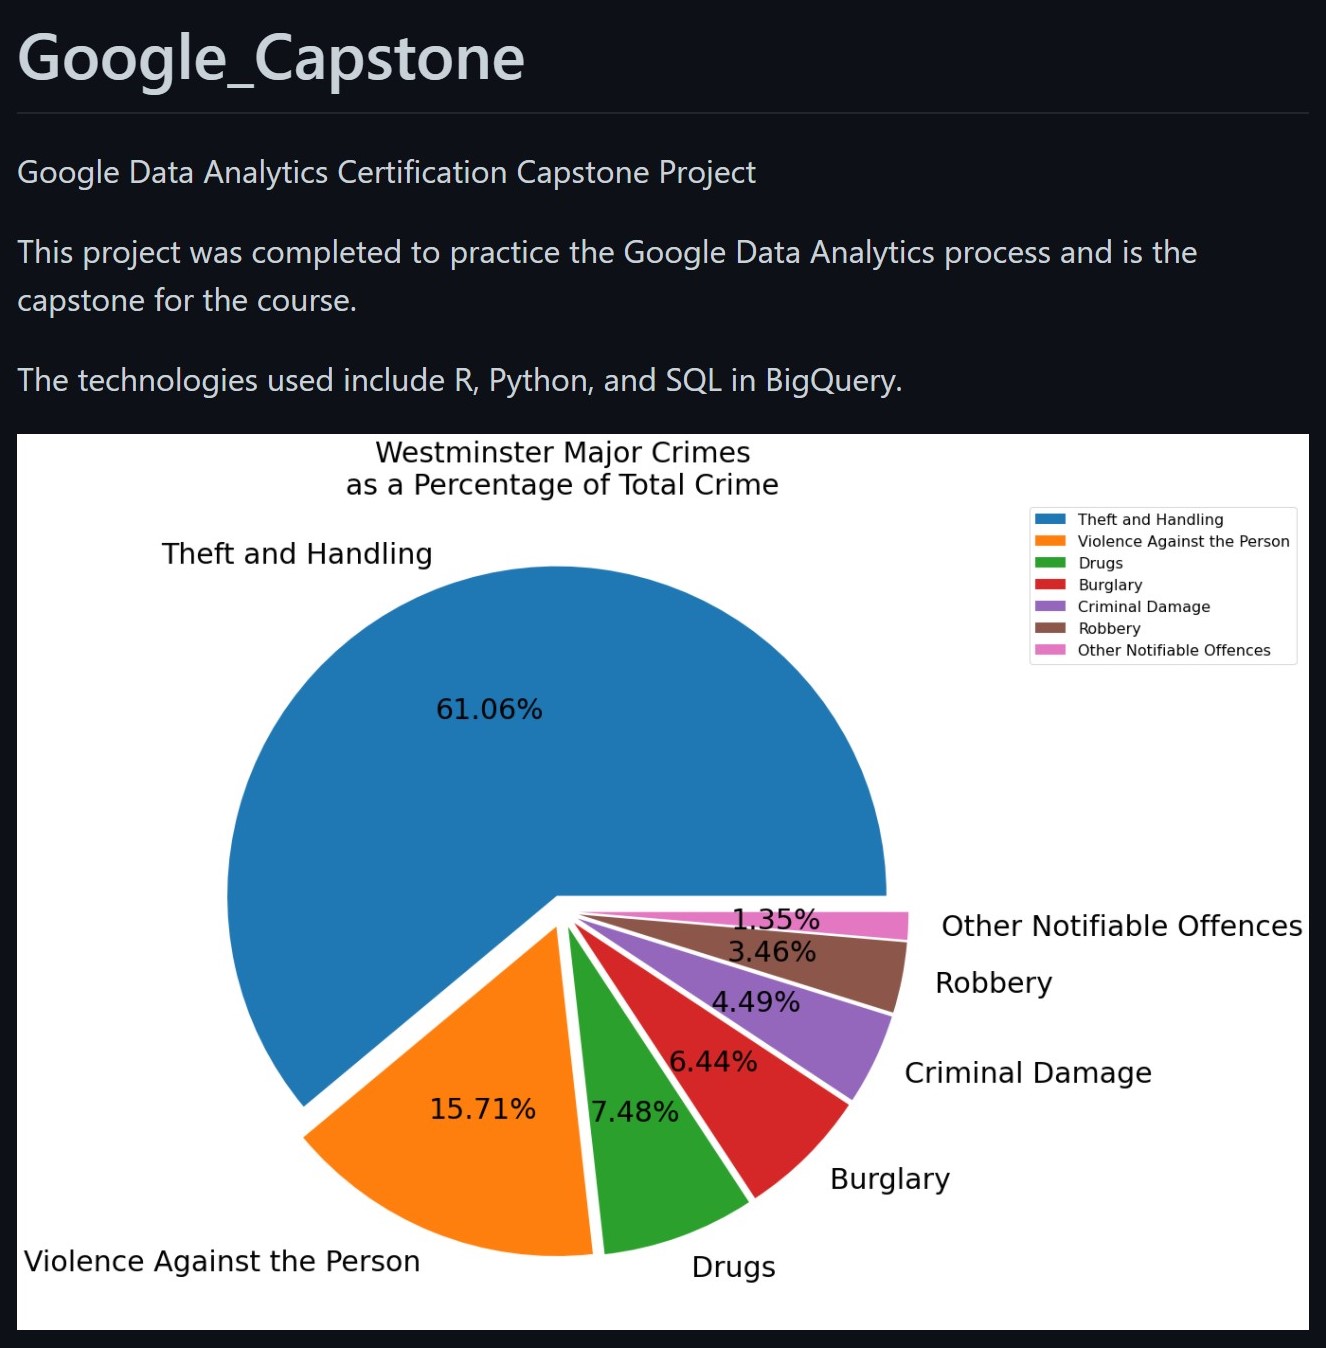 Google_Capstone
Google Data Analytics Certification Capstone Project
This project was completed to practice the Google Data Analytics process and is the
capstone for the course.
The technologies used include R, Python, and SQL in BigQuery.
Westminster Major Crimes
as a Percentage of Total Crime
Theft and Handling
Violence Against the Person
Drugs
Burglary
Criminal Damage
Robbery
Other Notifiable Offences
Theft and Handling
61.06%
1.35%
Other Notifiable Offences
3.46%
Robbery
4.49%
Criminal Damage
6.44%
Burglary
15.71%
7.48%
Violence Against the Person
Drugs